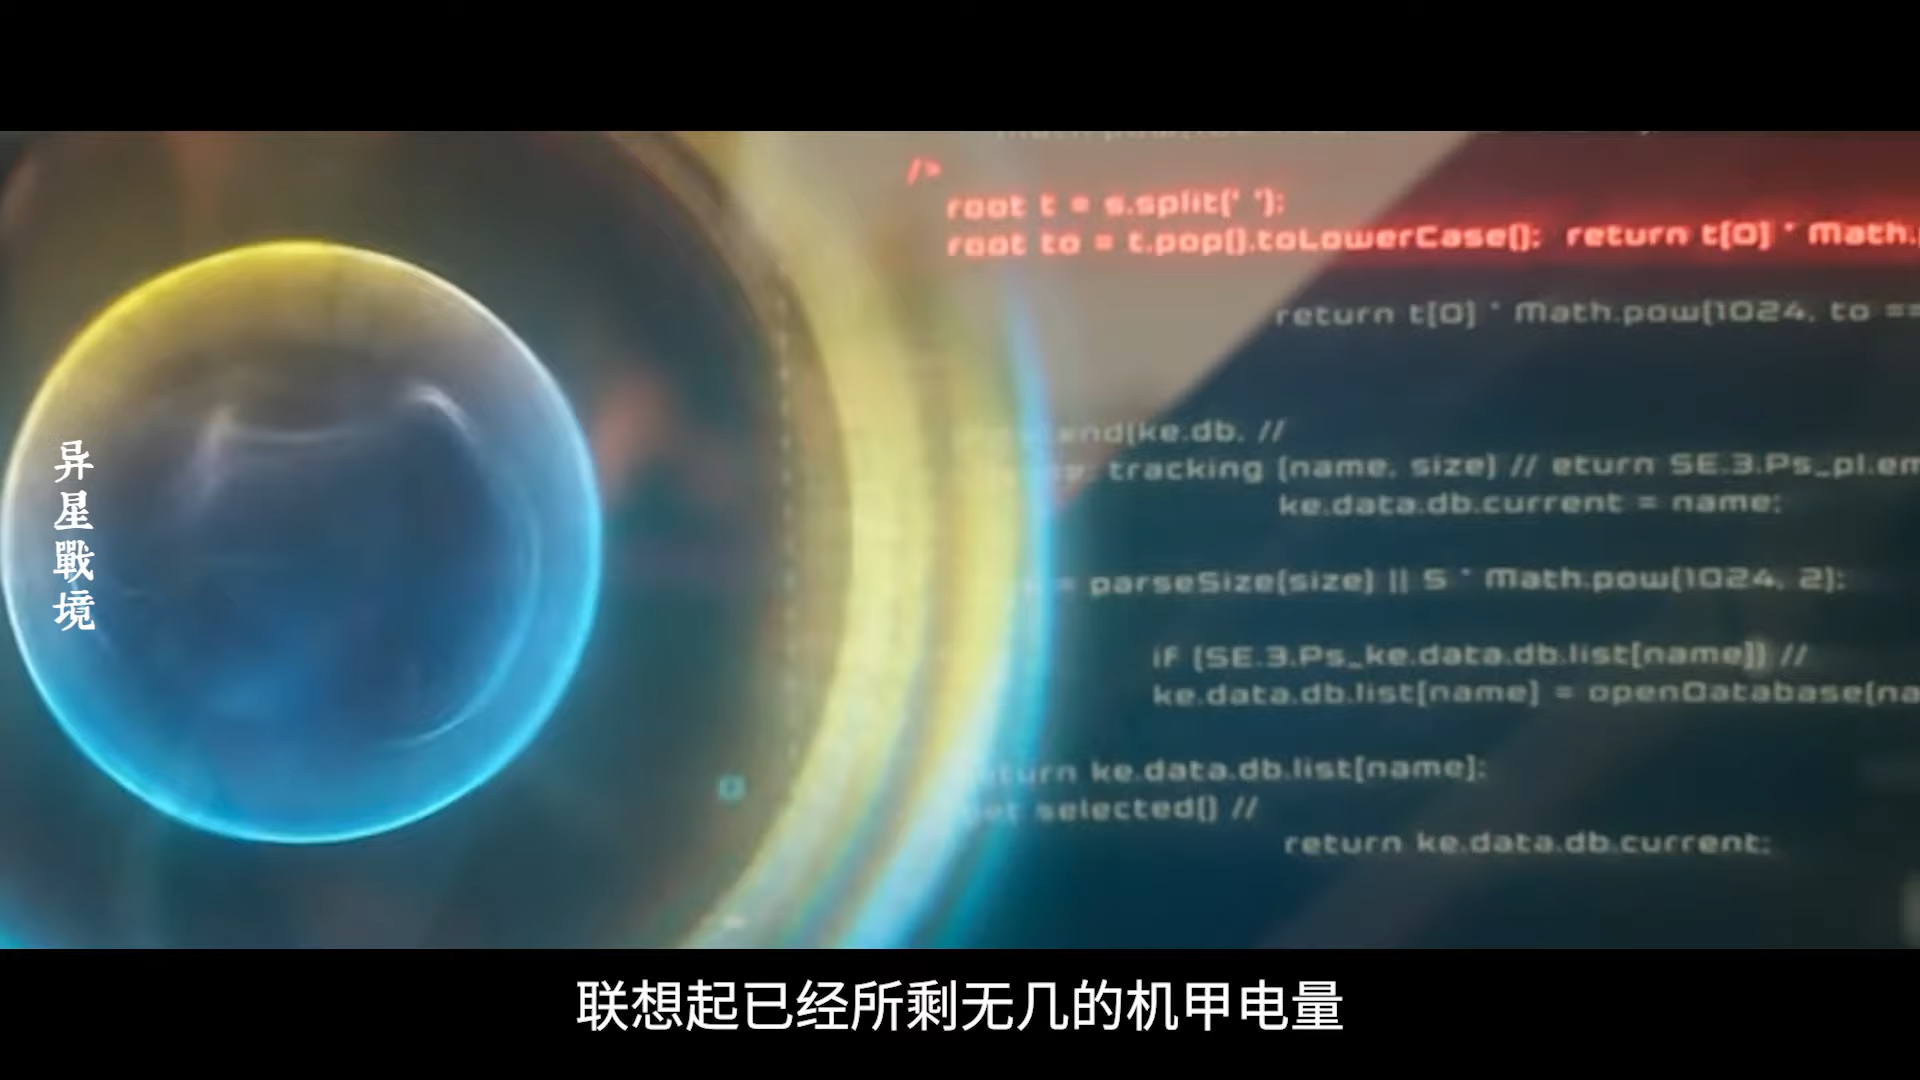 />
root t = s.split(' ');
root to = t.pop().toLowerCase(); return t[0] * Math.
return t[0] * Math.pow(1024, to ==
end(ke.db, //
tracking (name, size) // eturn SE.3.Ps_pl.em
ke.data.db.current = name;
= parseSize(size) || 5 * Math.pow(1024, 2);
if (SE.3.Ps_ke.data.db.list[name]) //
ke.data.db.list[name] = openDatabase(na
turn ke.data.db.list[name];
selected() //
return ke.data.db.current;
异星戰境
联想起已经所剩无几的机甲电量